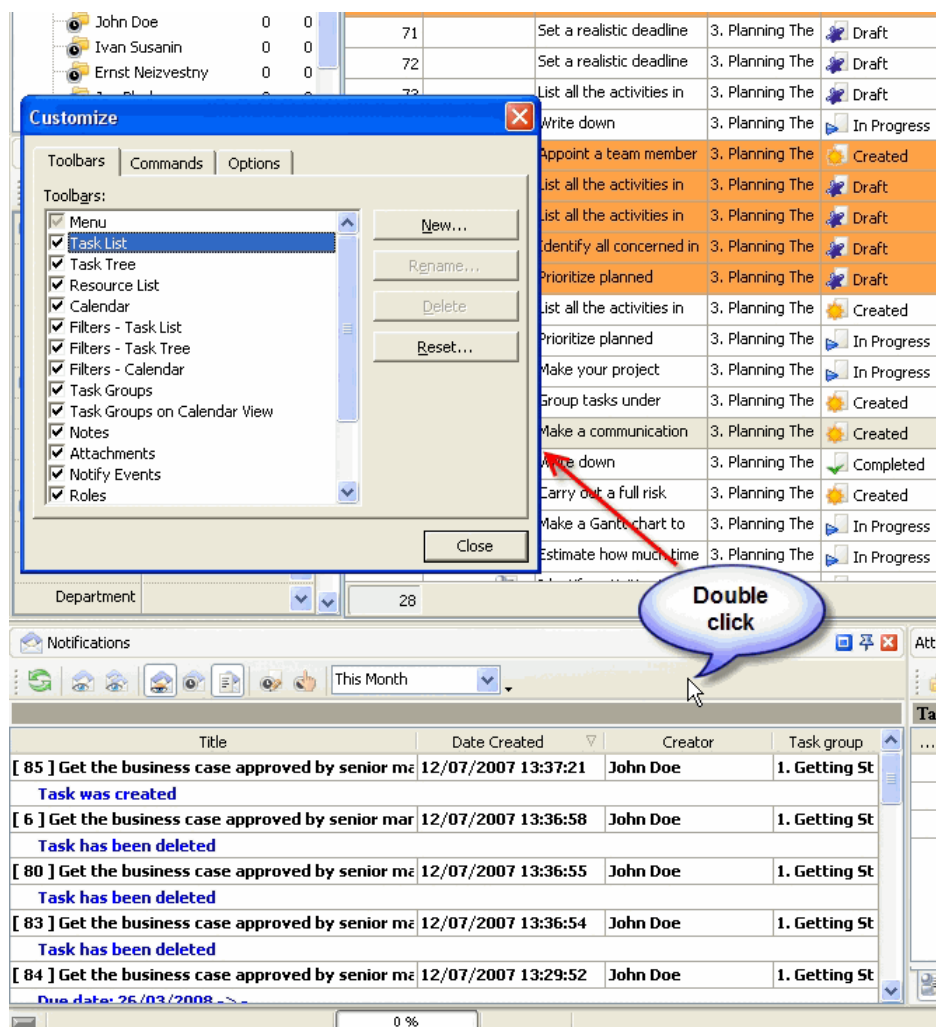 John Doe 0 0
Ivan Susanin 0 0
Ernst Neizvestny 0 0
71 Set a realistic deadline 3. Planning The Draft
72 Set a realistic deadline 3. Planning The Draft
73 List all the activities in 3. Planning The Draft
Write down 3. Planning The In Progress
Appoint a team member 3. Planning The Created
List all the activities in 3. Planning The Draft
List all the activities in 3. Planning The Draft
Identify all concerned in 3. Planning The Draft
Prioritize planned 3. Planning The Draft
List all the activities in 3. Planning The Created
Prioritize planned 3. Planning The In Progress
Make your project 3. Planning The In Progress
Group tasks under 3. Planning The Created
Make a communication 3. Planning The Created
Write down 3. Planning The Completed
Carry out a full risk 3. Planning The Created
Make a Gantt chart to 3. Planning The In Progress
Estimate how much time 3. Planning The In Progress
28
Customize
Toolbars Commands Options
Toolbars:
Menu
Task List
Task Tree
Resource List
Calendar
Filters - Task List
Filters - Task Tree
Filters - Calendar
Task Groups
Task Groups on Calendar View
Notes
Attachments
Notify Events
Roles
New...
Rename...
Delete
Reset...
Close
Department
Double
click
Notifications
Att
This Month
Ta
Title Date Created Creator Task group ...
[ 85 ] Get the business case approved by senior ma 12/07/2007 13:37:21 John Doe 1. Getting St
Task was created
[ 6 ] Get the business case approved by senior mar 12/07/2007 13:36:58 John Doe 1. Getting St
Task has been deleted
[ 80 ] Get the business case approved by senior ma 12/07/2007 13:36:55 John Doe 1. Getting St
Task has been deleted
[ 83 ] Get the business case approved by senior ma 12/07/2007 13:36:54 John Doe 1. Getting St
Task has been deleted
[ 84 ] Get the business case approved by senior ma 12/07/2007 13:29:52 John Doe 1. Getting St
Due date: 26/03/2008 -> -
0 %